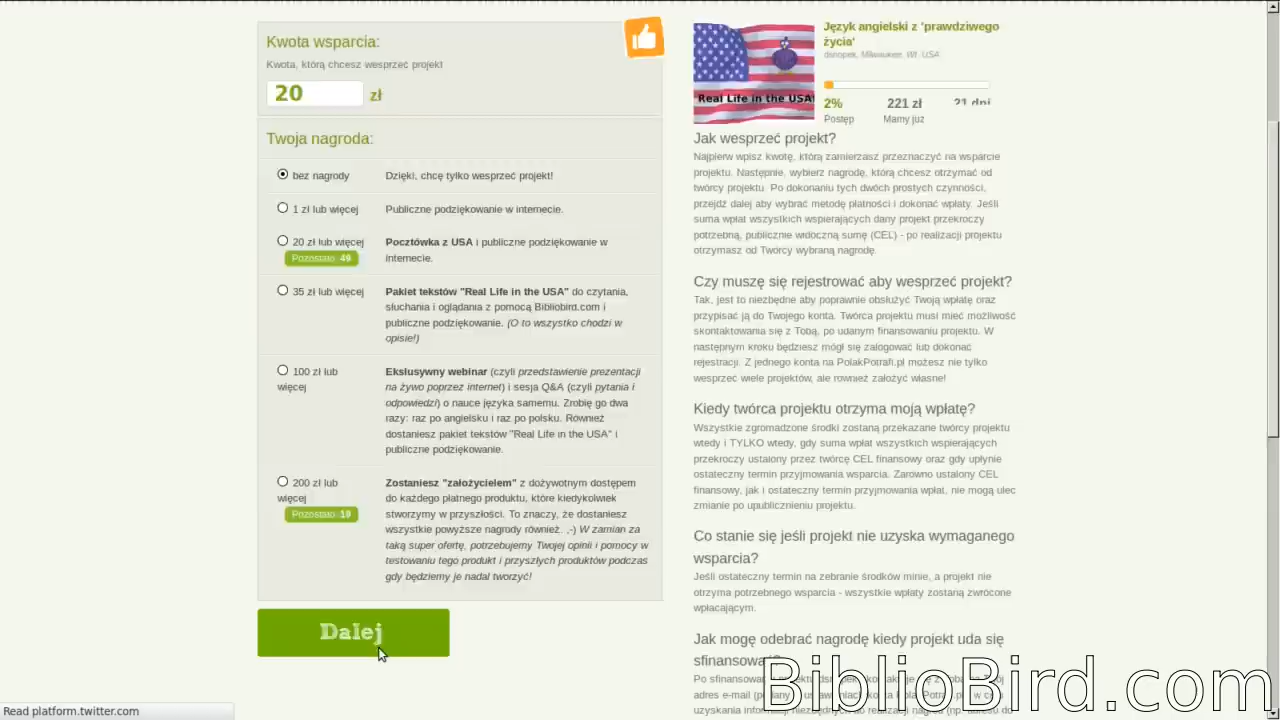 Kwota wsparcia:
Kwota, którą chcesz wesprzeć projekt
20 zł
Twoja nagroda:
bez nagrody Dzięki, chcę tylko wesprzeć projekt!
1 zł lub więcej Publiczne podziękowanie w internecie.
20 zł lub więcej Pocztówka z USA i publiczne podziękowanie w
Pozostało: 49 internecie.
35 zł lub więcej Pakiet tekstów "Real Life in the USA" do czytania,
słuchania i oglądania z pomocą Bibliobird.com i
publiczne podziękowanie. (O to wszystko chodzi w
opisie!)
100 zł lub Ekslusywny webinar (czyli przedstawienie prezentacji
więcej na żywo poprzez internet) i sesja Q&A (czyli pytania i
odpowiedzi) o nauce języka samemu. Zrobię go dwa
razy: raz po angielsku i raz po polsku. Również
dostaniesz pakiet tekstów "Real Life in the USA" i
publiczne podziękowanie.
200 zł lub Zostaniesz "założycielem" z dożywotnym dostępem
więcej do każdego płatnego produktu, które kiedykolwiek
Pozostało: 19 stworzymy w przyszłości. To znaczy, że dostaniesz
wszystkie powyższe nagrody również. ;-) W zamian za
taką super ofertę, potrzebujemy Twojej opinii i pomocy w
testowaniu tego produkt i przyszłych produktów podczas
gdy będziemy je nadal tworzyć!
Dalej
Real Life in the USA!
Język angielski z 'prawdziwego
życia'
dsnopek, Milwaukee, WI, USA
2% 221 zł 21 dni
Postęp Mamy już
Jak wesprzeć projekt?
Najpierw wpisz kwotę, którą zamierzasz przeznaczyć na wsparcie
projektu. Następnie, wybierz nagrodę, którą chcesz otrzymać od
twórcy projektu. Po dokonaniu tych dwóch prostych czynności,
przejdź dalej aby wybrać metodę płatności i dokonać wpłaty. Jeśli
suma wpłat wszystkich wspierających dany projekt przekroczy
potrzebną, publicznie widoczną sumę (CEL) - po realizacji projektu
otrzymasz od Twórcy wybraną nagrodę.
Czy muszę się rejestrować aby wesprzeć projekt?
Tak, jest to niezbędne aby poprawnie obsłużyć Twoją wpłatę oraz
przypisać ją do Twojego konta. Twórca projektu musi mieć możliwość
skontaktowania się z Tobą, po udanym finansowaniu projektu. W
następnym kroku będziesz mógł się zalogować lub dokonać
rejestracji. Z jednego konta na PolakPotrafi.pl możesz nie tylko
wesprzeć wiele projektów, ale również założyć własne!
Kiedy twórca projektu otrzyma moją wpłatę?
Wszystkie zgromadzone środki zostaną przekazane twórcy projektu
wtedy i TYLKO wtedy, gdy suma wpłat wszystkich wspierających
przekroczy ustalony przez twórcę CEL finansowy oraz gdy upłynie
ostateczny termin przyjmowania wsparcia. Zarówno ustalony CEL
finansowy, jak i ostateczny termin przyjmowania wpłat, nie mogą ulec
zmianie po upublicznieniu projektu.
Co stanie się jeśli projekt nie uzyska wymaganego
wsparcia?
Jeśli ostateczny termin na zebranie środków minie, a projekt nie
otrzyma potrzebnego wsparcia - wszystkie wpłaty zostaną zwrócone
wpłacającym.
Jak mogę odebrać nagrodę kiedy projekt uda się
sfinansować?
Po
adres e-mail
uzyskania
BiblioBird.com
Read platform.twitter.com